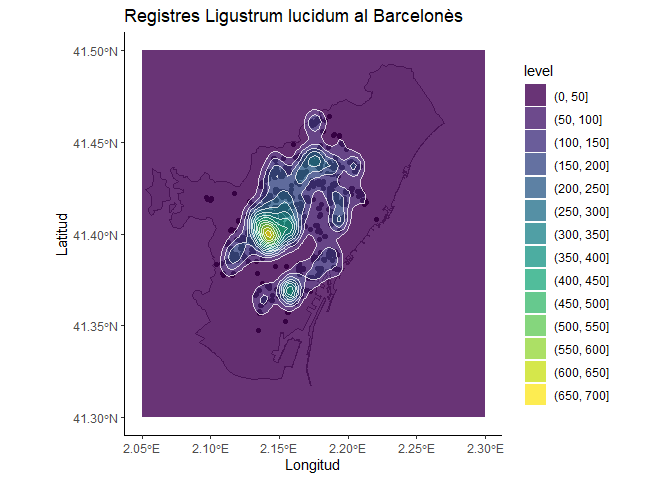 Registres Ligustrum lucidum al Barcelonès
41.50°N
41.45°N
41.40°N
41.35°N
41.30°N
Latitud
2.05°E
2.10°E
2.15°E
2.20°E
2.25°E
2.30°E
Longitud
level
(0, 50]
(50, 100]
(100, 150]
(150, 200]
(200, 250]
(250, 300]
(300, 350]
(350, 400]
(400, 450]
(450, 500]
(500, 550]
(550, 600]
(600, 650]
(650, 700]